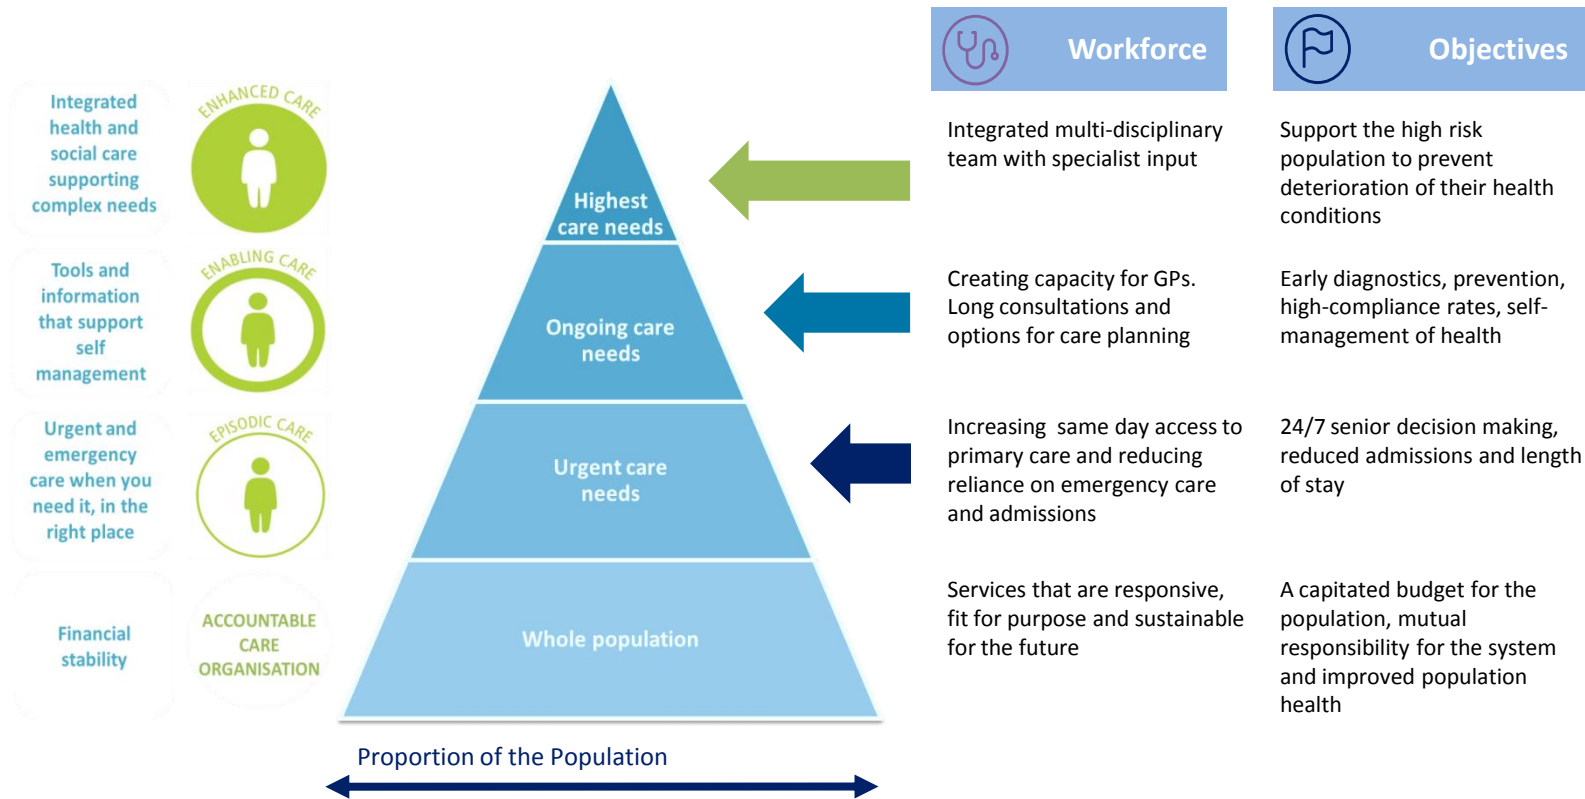 Workforce
Objectives
Integrated
health and
social care
supporting
complex needs
ENHANCED CARE
Highest
care needs
Integrated multi-disciplinary
team with specialist input
Support the high risk
population to prevent
deterioration of their health
conditions
Tools and
information
that support
self
management
ENABLING CARE
Ongoing care
needs
Creating capacity for GPs.
Long consultations and
options for care planning
Early diagnostics, prevention,
high-compliance rates, self-
management of health
Urgent and
emergency
care when you
need it, in the
right place
EPISODIC CARE
Urgent care
needs
Increasing  same day access to
primary care and reducing
reliance on emergency care
and admissions
24/7 senior decision making,
reduced admissions and length
of stay
Financial
stability
ACCOUNTABLE
CARE
ORGANISATION
Whole population
Services that are responsive,
fit for purpose and sustainable
for the future
A capitated budget for the
population, mutual
responsibility for the system
and improved population
health
Proportion of the Population